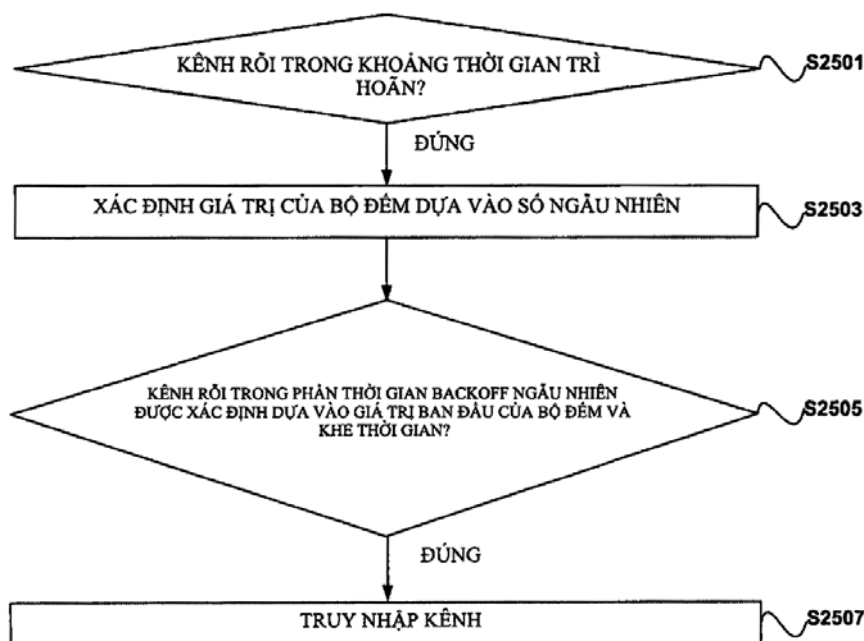 KÊNH RỖI TRONG KHOẢNG THỜI GIAN TRÌ
HOÃN?
S2501
ĐÚNG
XÁC ĐỊNH GIÁ TRỊ CỦA BỘ ĐẾM DỰA VÀO SỐ NGẪU NHIÊN
S2503
KÊNH RỖI TRONG PHẦN THỜI GIAN BACKOFF NGẪU NHIÊN
ĐƯỢC XÁC ĐỊNH DỰA VÀO GIÁ TRỊ BAN ĐẦU CỦA BỘ ĐẾM VÀ
KHE THỜI GIAN?
S2505
ĐÚNG
TRUY NHẬP KÊNH
S2507